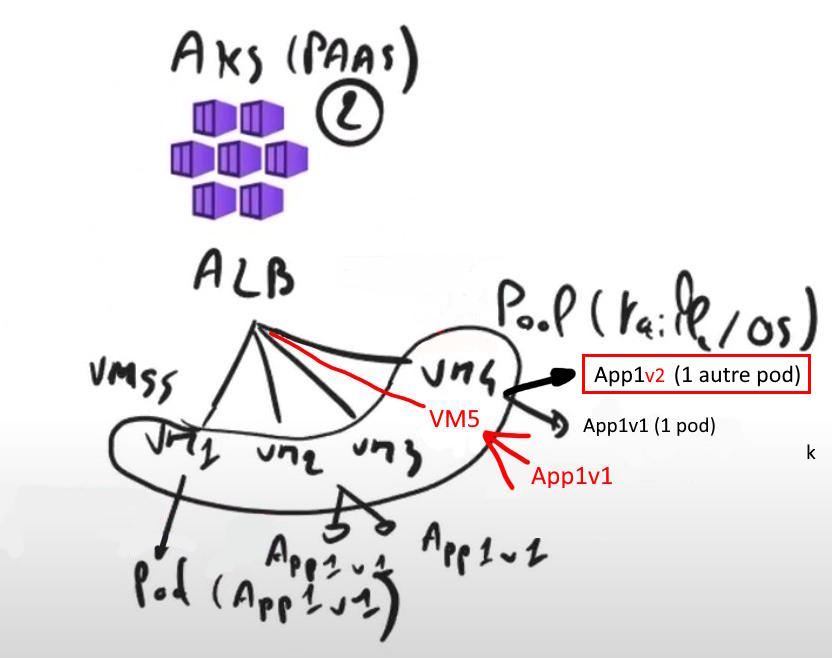 AKS (PAAS)
2
ALB
Pool (Taille/OS)
VMSS
VM4
App1v2 (1 autre pod)
VM5
App1v1 (1 pod)
VM1
VM2
VM3
k
App1v1
App1v1
App1v1
Pod (App1v1)